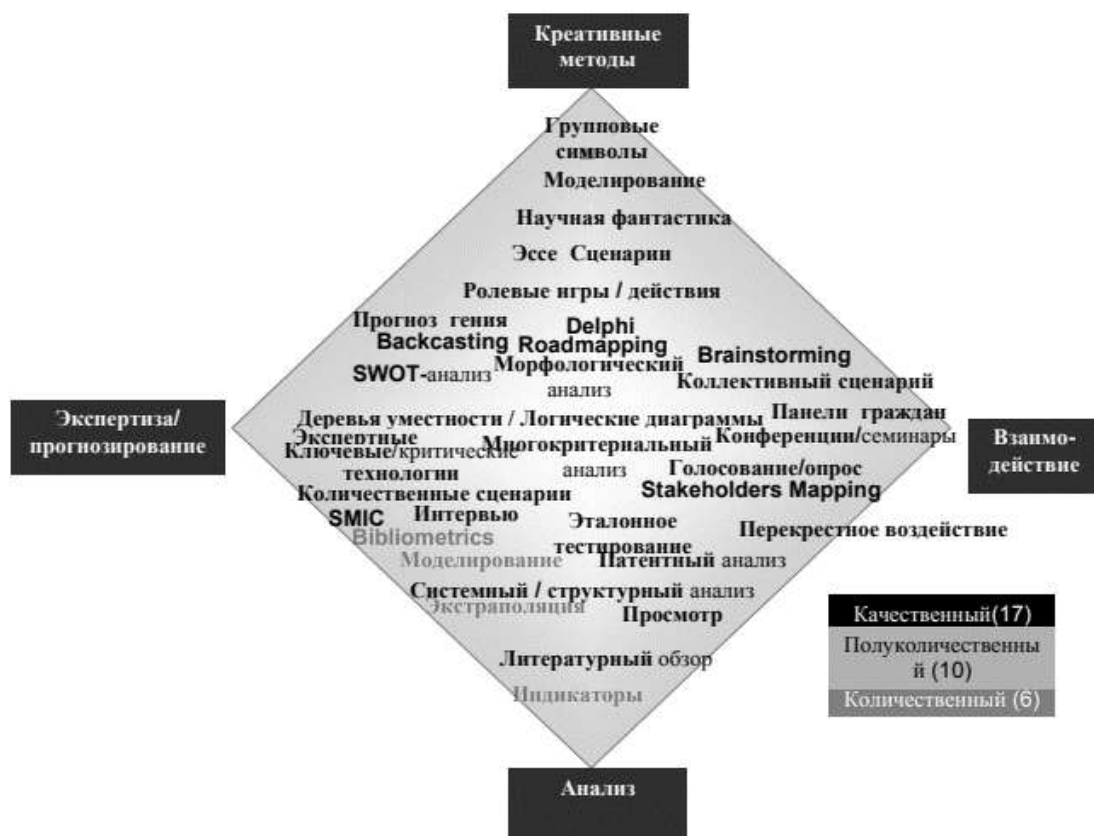 Креативные
методы
Групповые
символы
Моделирование
Научная фантастика
Эссе Сценарии
Ролевые игры / действия
Прогноз гения
Delphi
Backcasting
Roadmapping
Brainstorming
SWOT-анализ
Морфологический
анализ
Коллективный сценарий
Экспертиза/
прогнозирование
Деревья уместности / Логические диаграммы
Панели граждан
Экспертные
Ключевые/критические
технологии
Многокритериальный
анализ
Конференции/семинары
Взаимо-
действие
Голосование/опрос
Количественные сценарии
Stakeholders Mapping
SMIC
Интервью
Эталонное
тестирование
Перекрестное воздействие
Bibliometrics
Моделирование
Патентный анализ
Системный / структурный анализ
Экстраполяция
Просмотр
Качественный(17)
Полуколичественны
й (10)
Количественный (6)
Литературный обзор
Индикаторы
Анализ